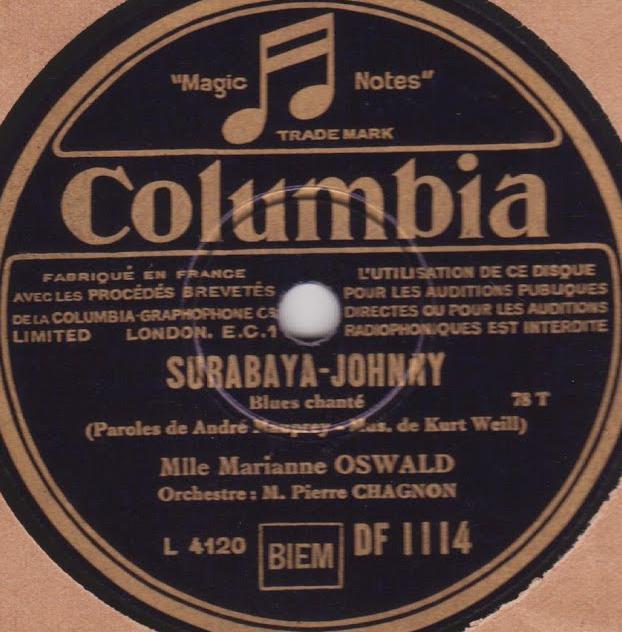 "Magic Notes"
TRADE MARK
Columbia
FABRIQUÉ EN FRANCE
AVEC LES PROCÉDÉS BREVETÉS
DE LA COLUMBIA-GRAPHOPHONE Cº
LIMITED LONDON. E.C.1
L'UTILISATION DE CE DISQUE
POUR LES AUDITIONS PUBLIQUES
DIRECTES OU POUR LES AUDITIONS
RADIOPHONIQUES EST INTERDITE
SURABAYA-JOHNNY
Blues chanté 78 T
(Paroles de André Mauprey - Mus. de Kurt Weill)
Mlle Marianne OSWALD
Orchestre: M. Pierre CHAGNON
L 4120 BIEM DF 1114